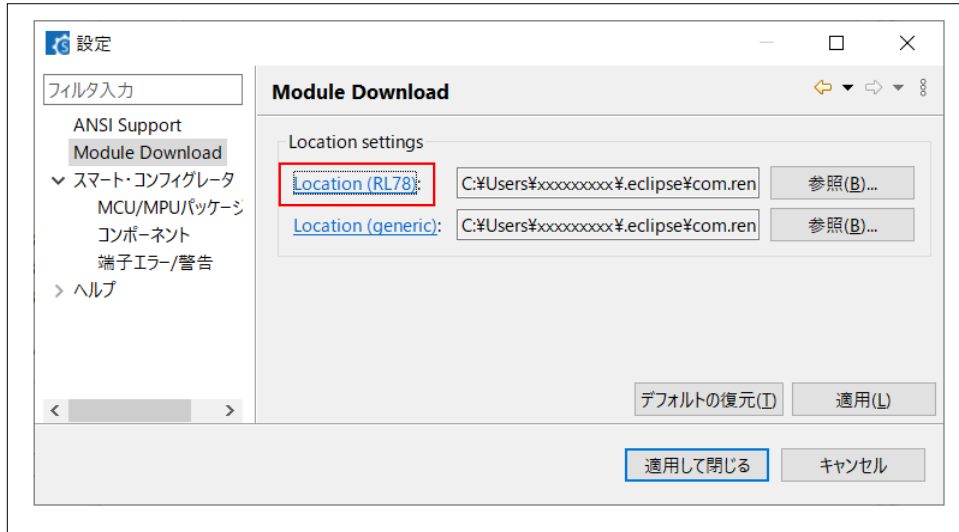 設定
フィルタ入力
ANSI Support
Module Download
スマート・コンフィグレータ
MCU/MPUパッケージ
コンポーネント
端子エラー/警告
ヘルプ
Module Download
Location settings
Location (RL78): C:¥Users¥xxxxxxxxx¥.eclipse¥com.ren 参照(B)...
Location (generic): C:¥Users¥xxxxxxxxx¥.eclipse¥com.ren 参照(B)...
デフォルトの復元(T) 適用(L)
適用して閉じる キャンセル